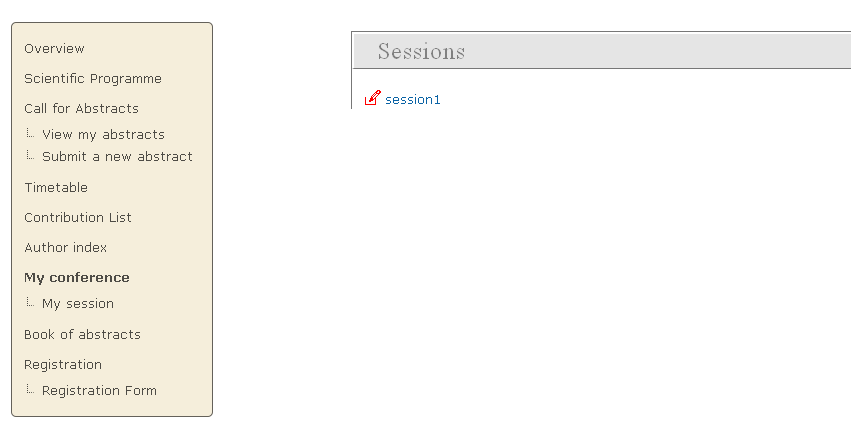 Overview
Scientific Programme
Call for Abstracts
View my abstracts
Submit a new abstract
Timetable
Contribution List
Author index
My conference
My session
Book of abstracts
Registration
Registration Form
Sessions
session1